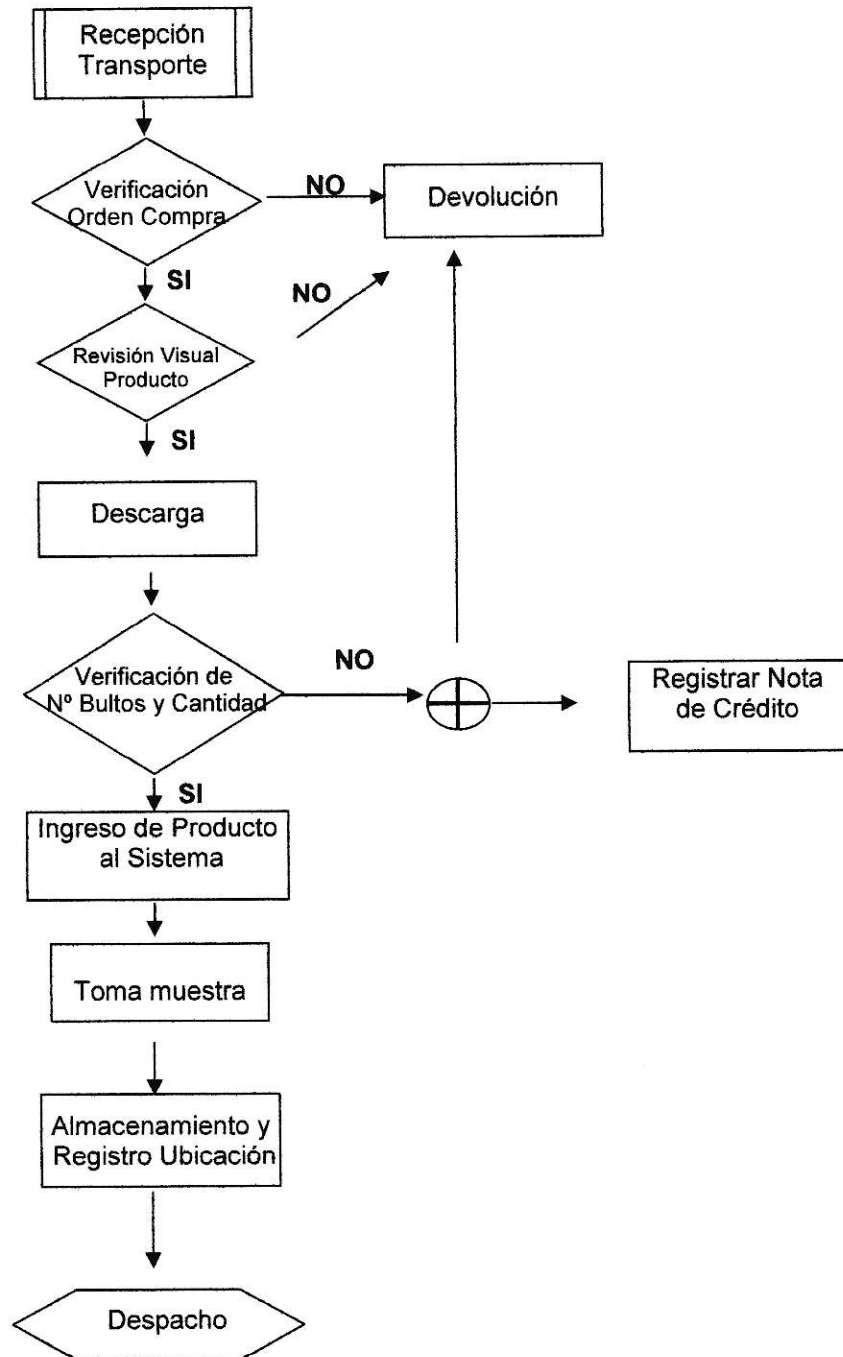 Recepción
Transporte
Verificación
Orden Compra
NO
Devolución
SI
NO
Revisión Visual
Producto
SI
Descarga
Verificación de
Nº Bultos y Cantidad
NO
Registrar Nota
de Crédito
SI
Ingreso de Producto
al Sistema
Toma muestra
Almacenamiento y
Registro Ubicación
Despacho